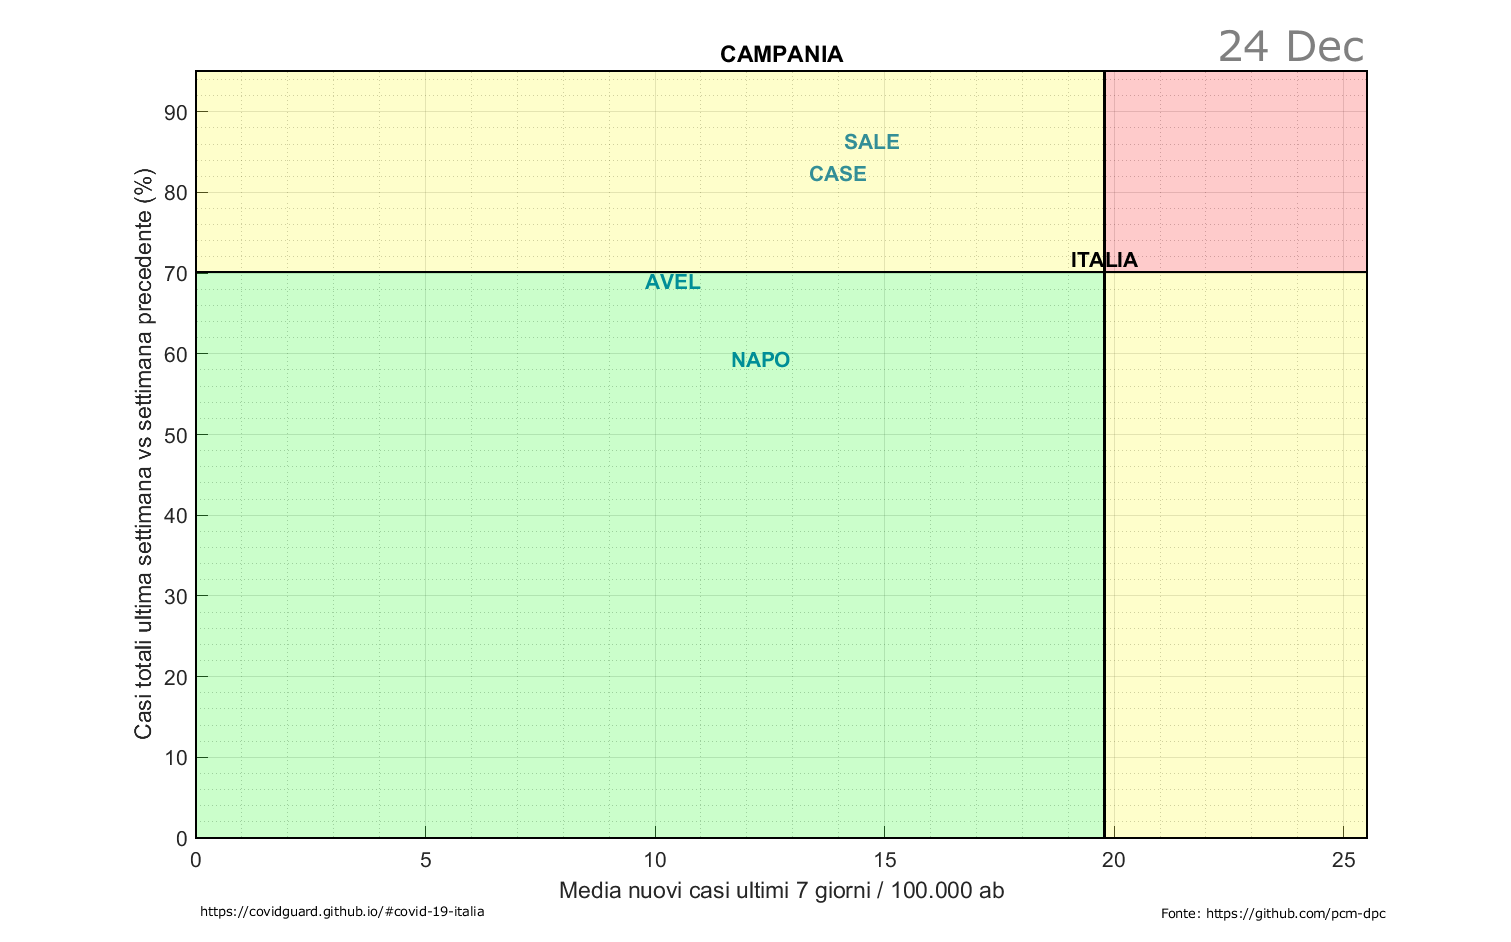 24 Dec
CAMPANIA
Casi totali ultima settimana vs settimana precedente (%)
90
80
70
60
50
40
30
20
10
0
SALE
CASE
ITALIA
AVEL
NAPO
0 5 10 15 20 25
Media nuovi casi ultimi 7 giorni / 100.000 ab
https://covidguard.github.io/#covid-19-italia
Fonte: https://github.com/pcm-dpc